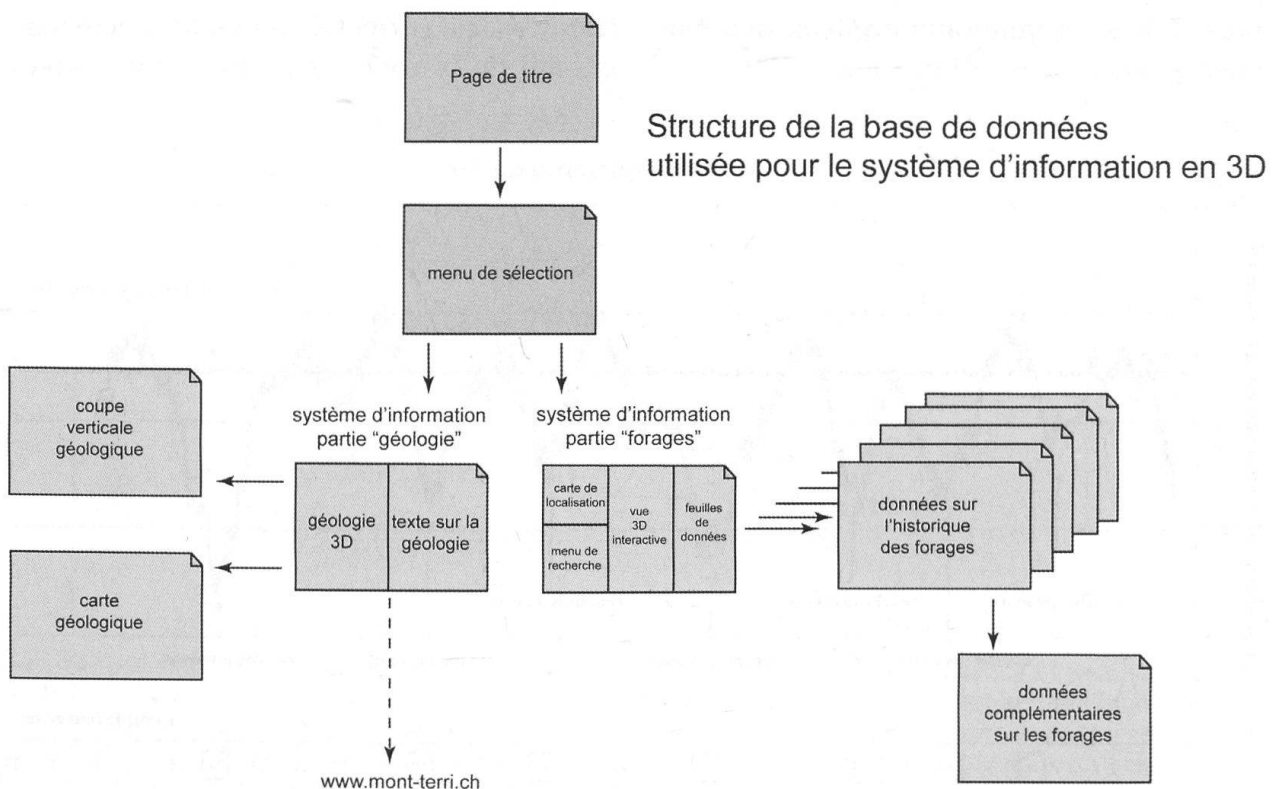 Page de titre
Structure de la base de données
utilisée pour le système d'information en 3D
menu de sélection
coupe
verticale
géologique
carte
géologique
système d'information
partie "géologie"
géologie
3D
texte sur la
géologie
www.mont-terri.ch
système d'information
partie "forages"
carte de
localisation
menu de
recherche
vue
3D
interactive
feuilles
de
données
données sur
l'historique
des forages
données
complémentaires
sur les forages